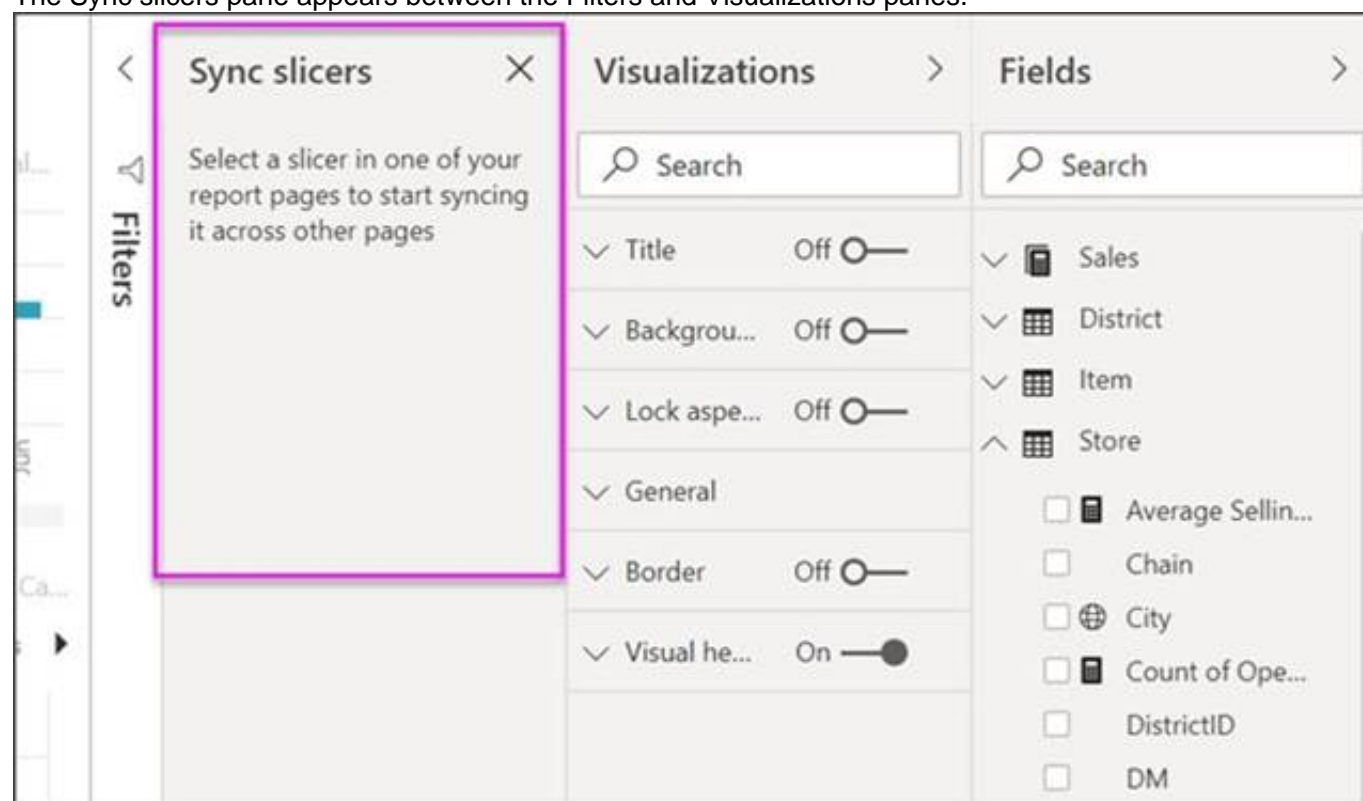 The Sync slicers pane appears between the Filters and Visualizations panes.
Filters
Sync slicers
Select a slicer in one of your
report pages to start syncing
it across other pages
Visualizations
Search
Title Off
Backgrou... Off
Lock aspe... Off
General
Border Off
Visual he... On
Fields
Search
Sales
District
Item
Store
Average Sellin...
Chain
City
Count of Ope...
DistrictID
DM
Ca...